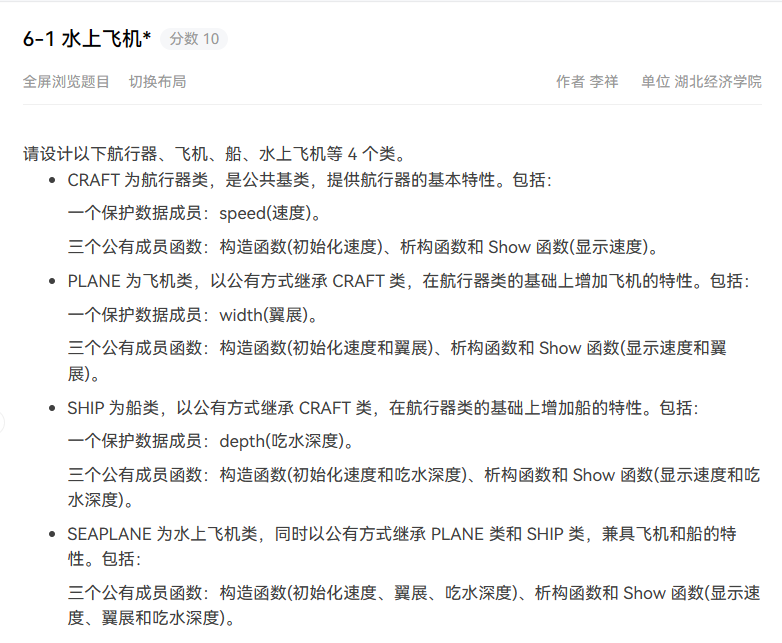 6-1 水上飞机* 分数 10
全屏浏览题目 切换布局 作者 李祥 单位 湖北经济学院
请设计以下航行器、飞机、船、水上飞机等 4 个类。
• CRAFT 为航行器类，是公共基类，提供航行器的基本特性。包括：
一个保护数据成员：speed(速度)。
三个公有成员函数：构造函数(初始化速度)、析构函数和 Show 函数(显示速度)。
• PLANE 为飞机类，以公有方式继承 CRAFT 类，在航行器类的基础上增加飞机的特性。包括：
一个保护数据成员：width(翼展)。
三个公有成员函数：构造函数(初始化速度和翼展)、析构函数和 Show 函数(显示速度和翼
展)。
• SHIP 为船类，以公有方式继承 CRAFT 类，在航行器类的基础上增加船的特性。包括：
一个保护数据成员：depth(吃水深度)。
三个公有成员函数：构造函数(初始化速度和吃水深度)、析构函数和 Show 函数(显示速度和吃
水深度)。
• SEAPLANE 为水上飞机类，同时以公有方式继承 PLANE 类和 SHIP 类，兼具飞机和船的特
性。包括：
三个公有成员函数：构造函数(初始化速度、翼展、吃水深度)、析构函数和 Show 函数(显示速
度、翼展和吃水深度)。